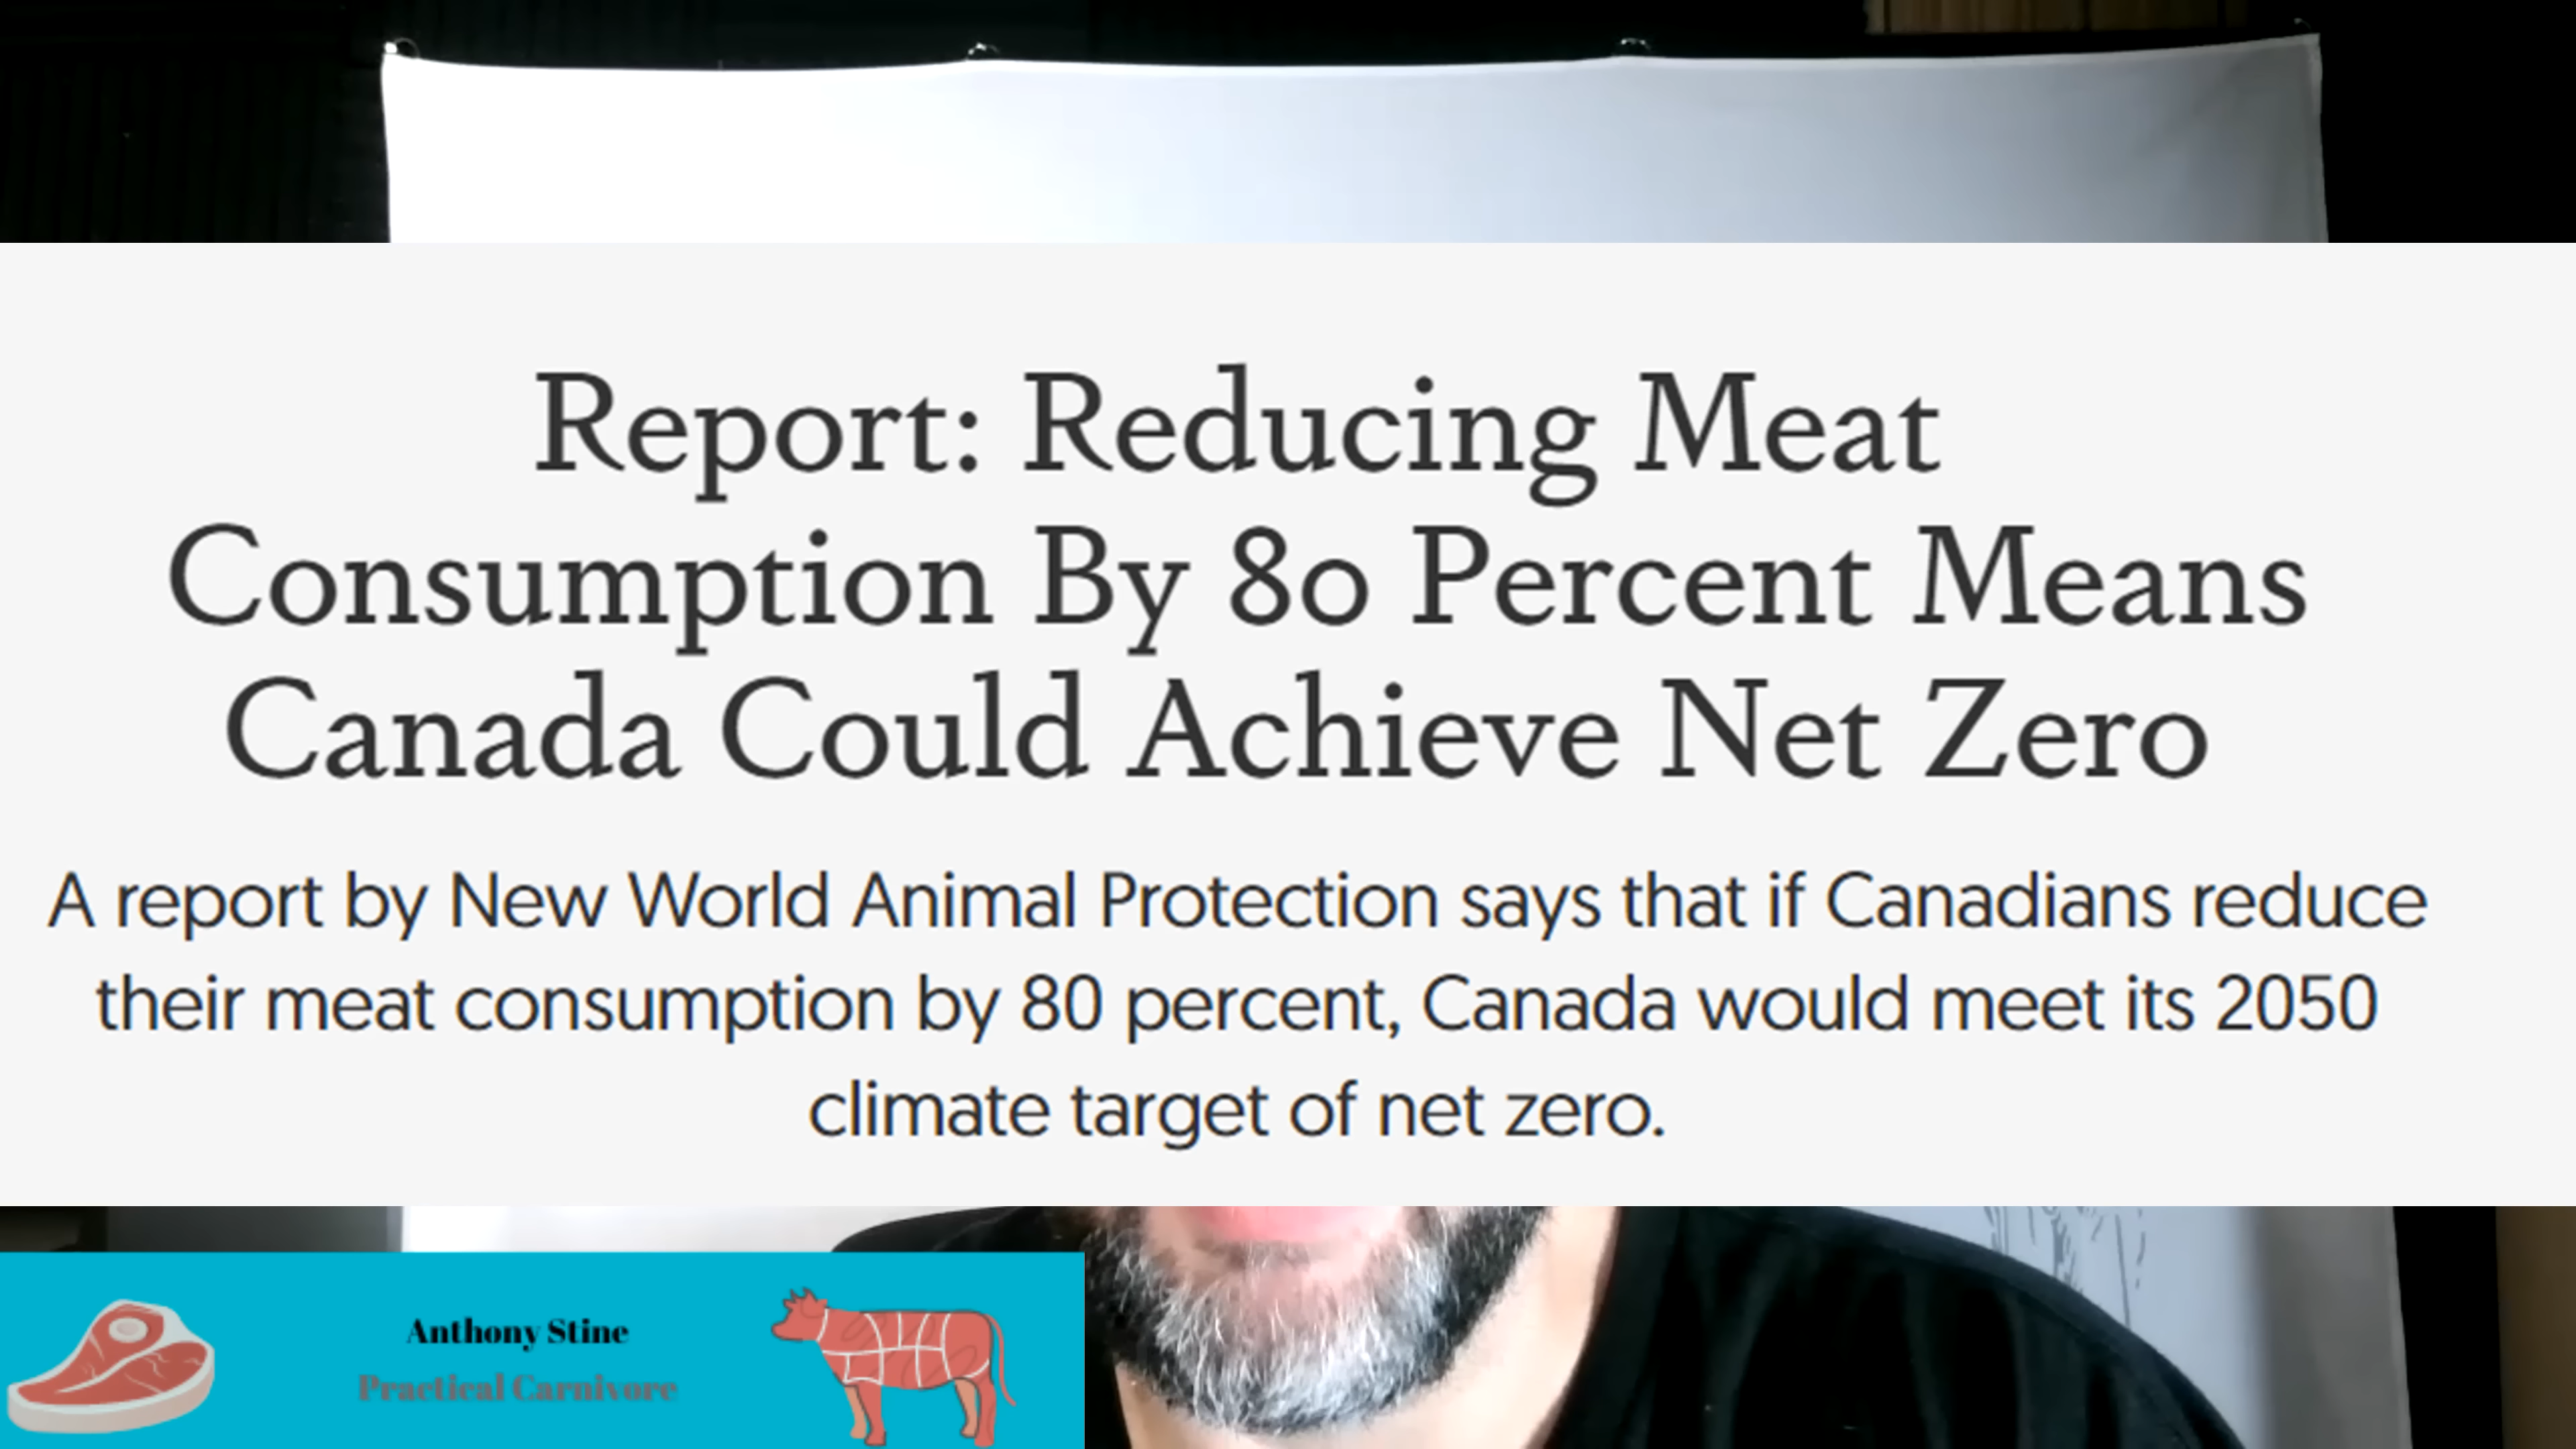 Report: Reducing Meat
Consumption By 80 Percent Means
Canada Could Achieve Net Zero
A report by New World Animal Protection says that if Canadians reduce
their meat consumption by 80 percent, Canada would meet its 2050
climate target of net zero.
Anthony Stine
Practical Carnivore